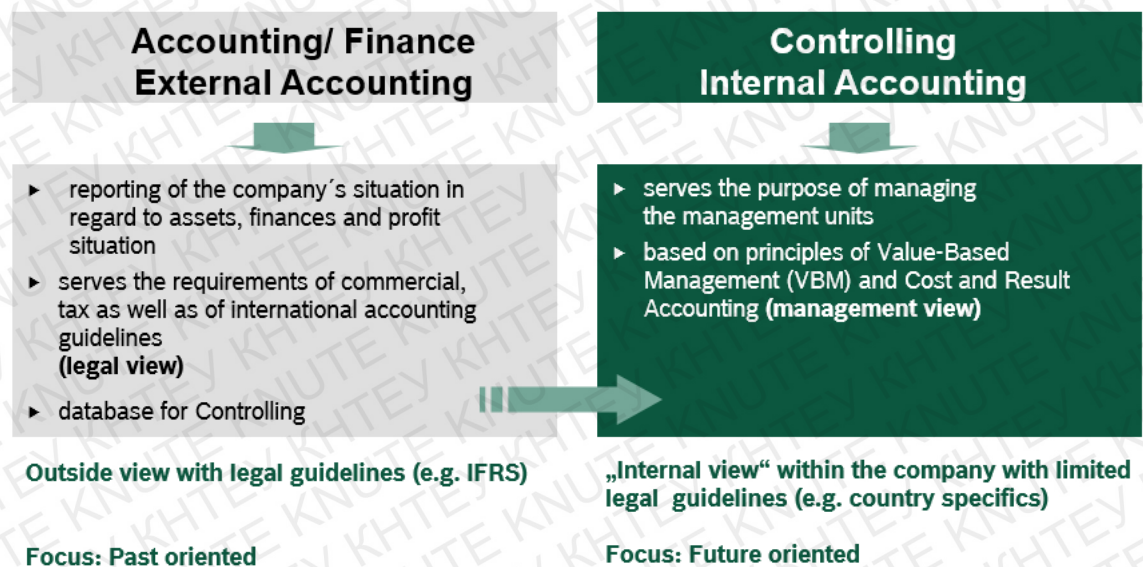 Accounting/ Finance
External Accounting
▸ reporting of the company´s situation in
regard to assets, finances and profit
situation
▸ serves the requirements of commercial,
tax as well as of international accounting
guidelines
(legal view)
▸ database for Controlling
Outside view with legal guidelines (e.g. IFRS)
Focus: Past oriented
Controlling
Internal Accounting
▸ serves the purpose of managing
the management units
▸ based on principles of Value-Based
Management (VBM) and Cost and Result
Accounting (management view)
„Internal view“ within the company with limited
legal guidelines (e.g. country specifics)
Focus: Future oriented
KNUTE КНТЕУ